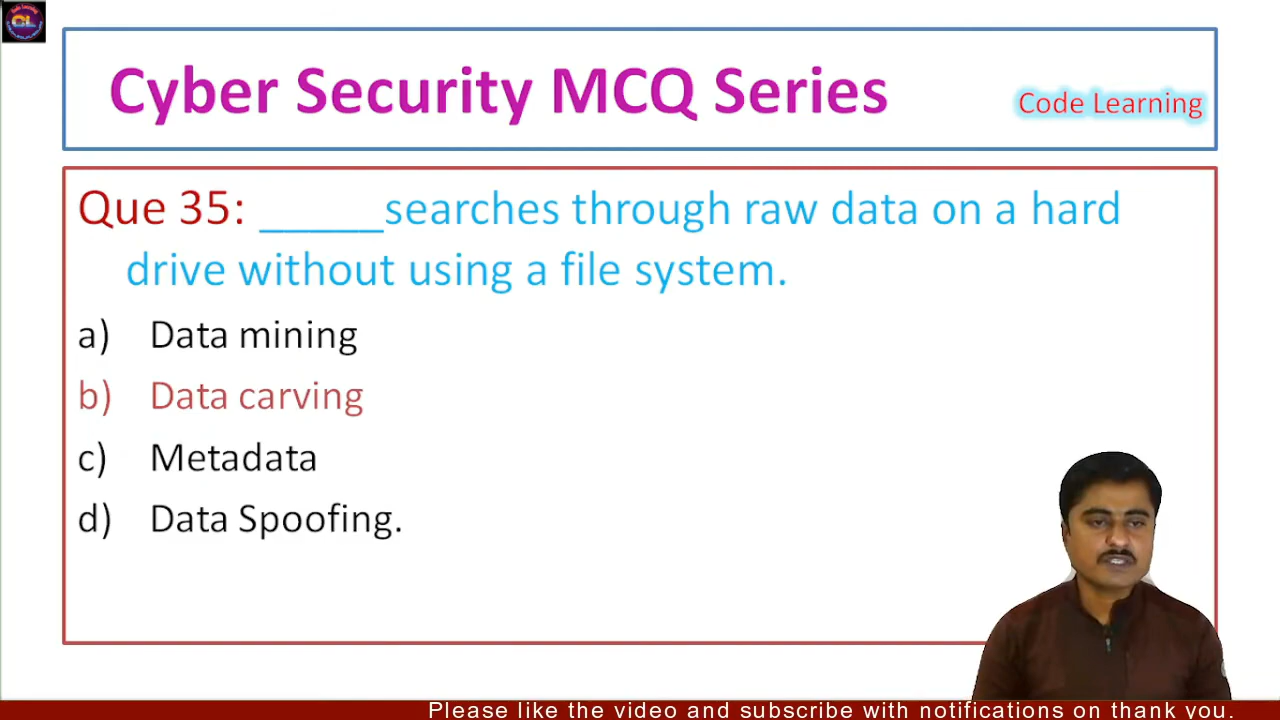 Cyber Security MCQ Series
Code Learning
Que 35: _____searches through raw data on a hard
drive without using a file system.
a) Data mining
b) Data carving
c) Metadata
d) Data Spoofing.
Please like the video and subscribe with notifications on thank you.